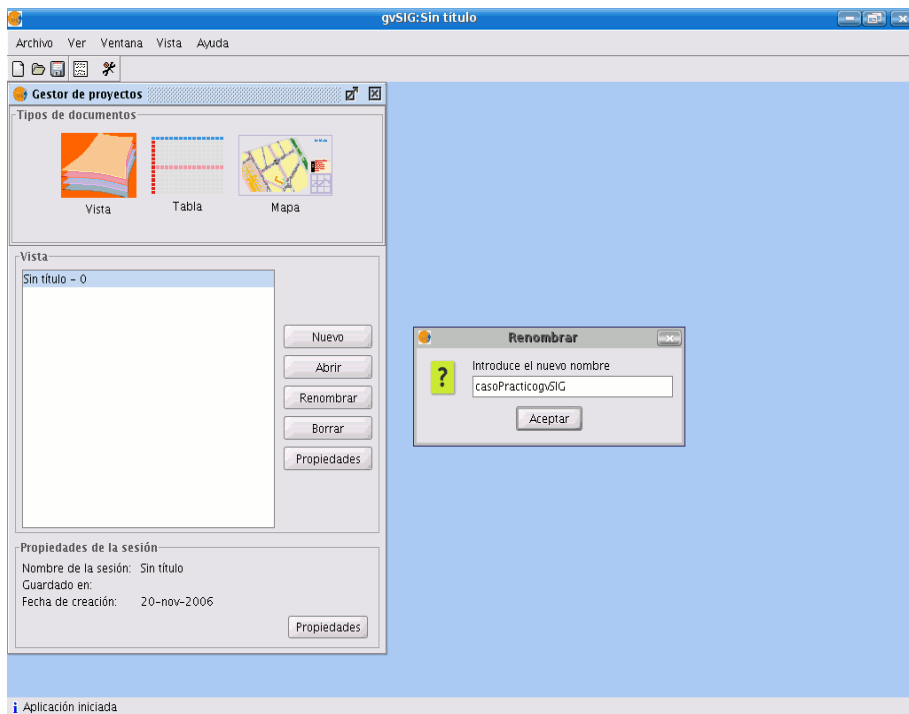 gvSIG:Sin título
Archivo Ver Ventana Vista Ayuda
Gestor de proyectos
Tipos de documentos
Vista Tabla Mapa
Vista
Sin título - 0
Nuevo
Abrir
Renombrar
Borrar
Propiedades
Renombrar
Introduce el nuevo nombre
casoPracticogvSIG
Aceptar
Propiedades de la sesión
Nombre de la sesión: Sin título
Guardado en:
Fecha de creación: 20-nov-2006
Propiedades
Aplicación iniciada